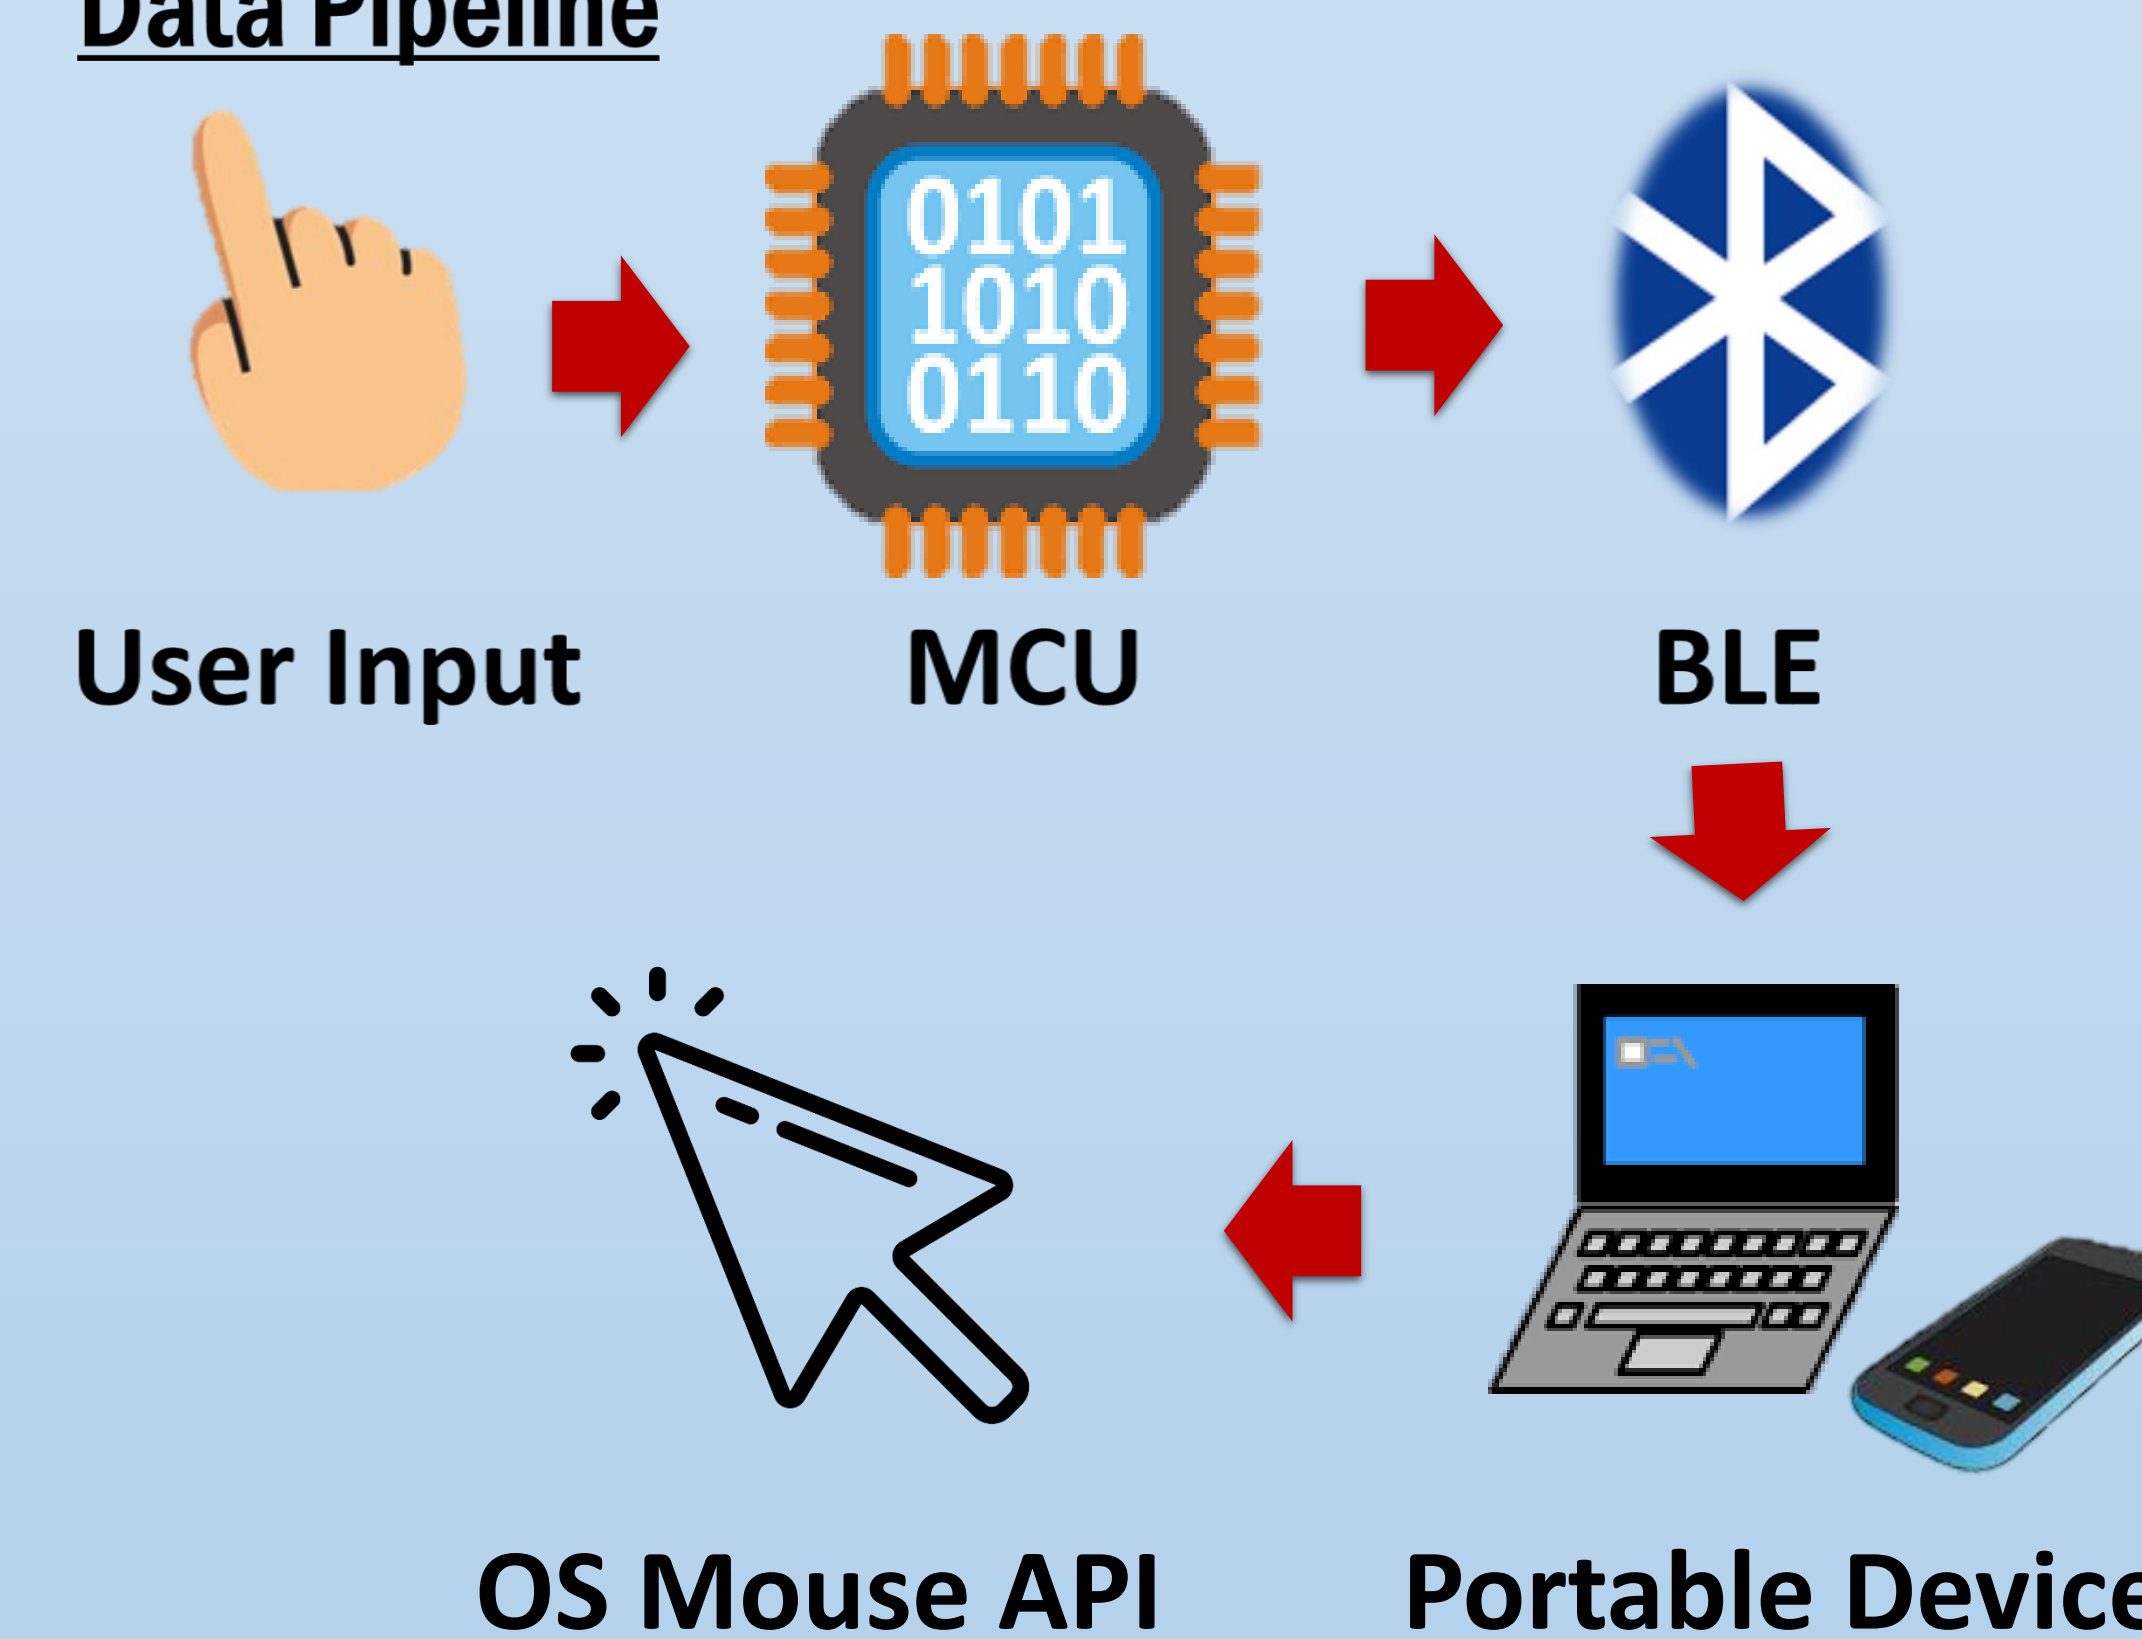 Data Pipeline
0101
1010
0110
User Input
MCU
BLE
OS Mouse API
Portable Device